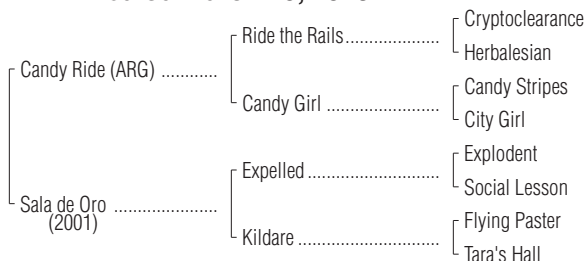 Cryptoclearance
Ride the Rails
Herbalesian
Candy Ride (ARG)
Candy Stripes
Candy Girl
City Girl
Explodent
Expelled
Social Lesson
Sala de Oro
(2001)
Flying Paster
Kildare
Tara's Hall